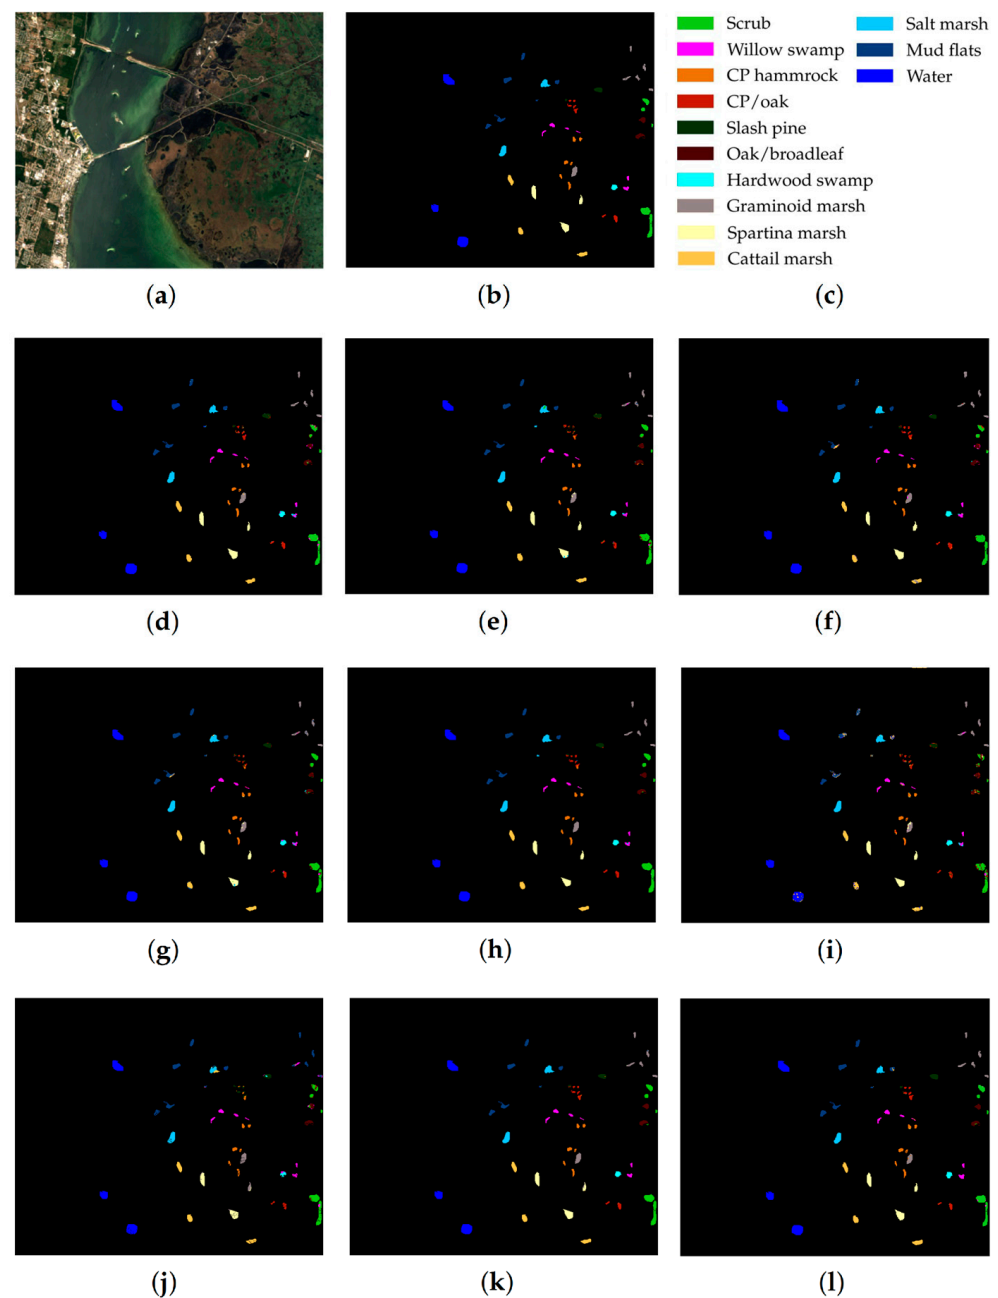 Scrub
Willow swamp
CP hammrock
CP/oak
Slash pine
Oak/broadleaf
Hardwood swamp
Graminoid marsh
Spartina marsh
Cattail marsh
Salt marsh
Mud flats
Water
(a)
(b)
(c)
(d)
(e)
(f)
(g)
(h)
(i)
(j)
(k)
(l)